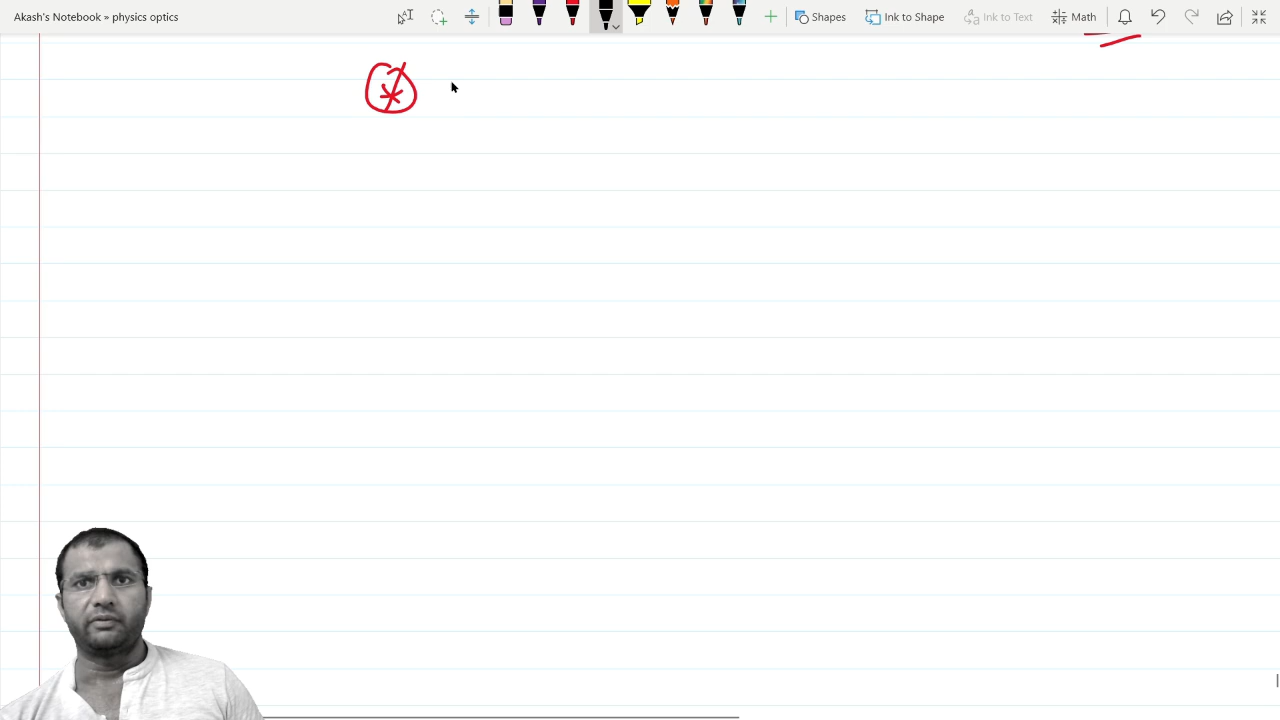 Akash's Notebook » physics optics
Shapes
Ink to Shape
Ink to Text
Math